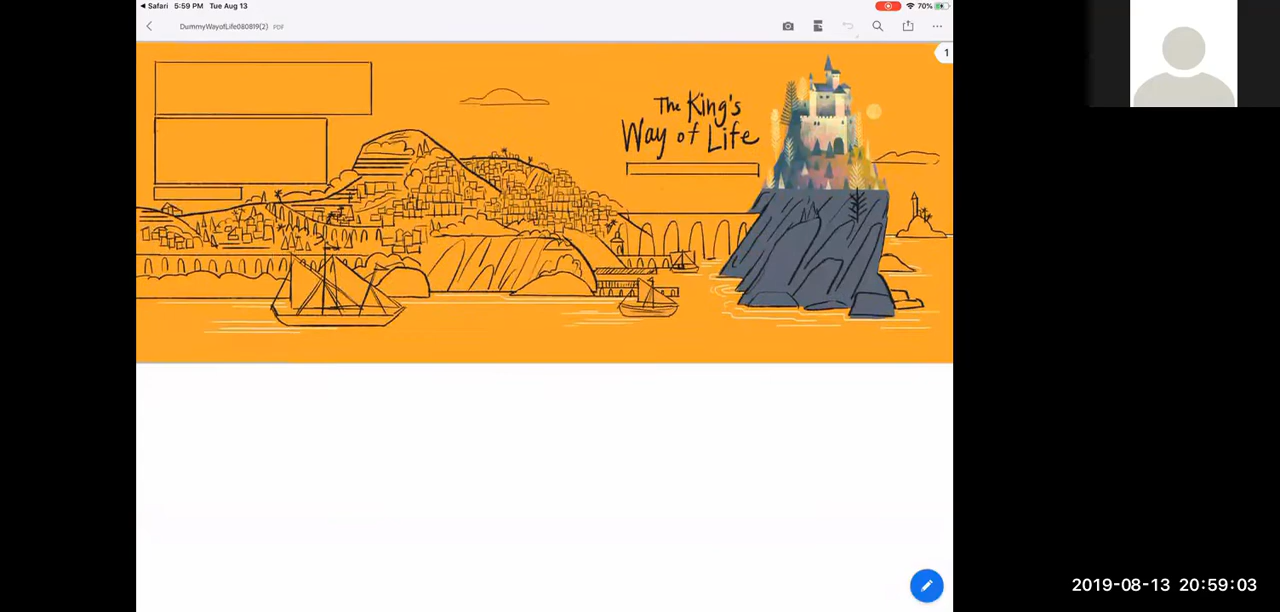 Safari 5:59 PM Tue Aug 13
70%
DummyWayofLife080819(2) PDF
1
The King's
Way of Life
2019-08-13 20:59:03